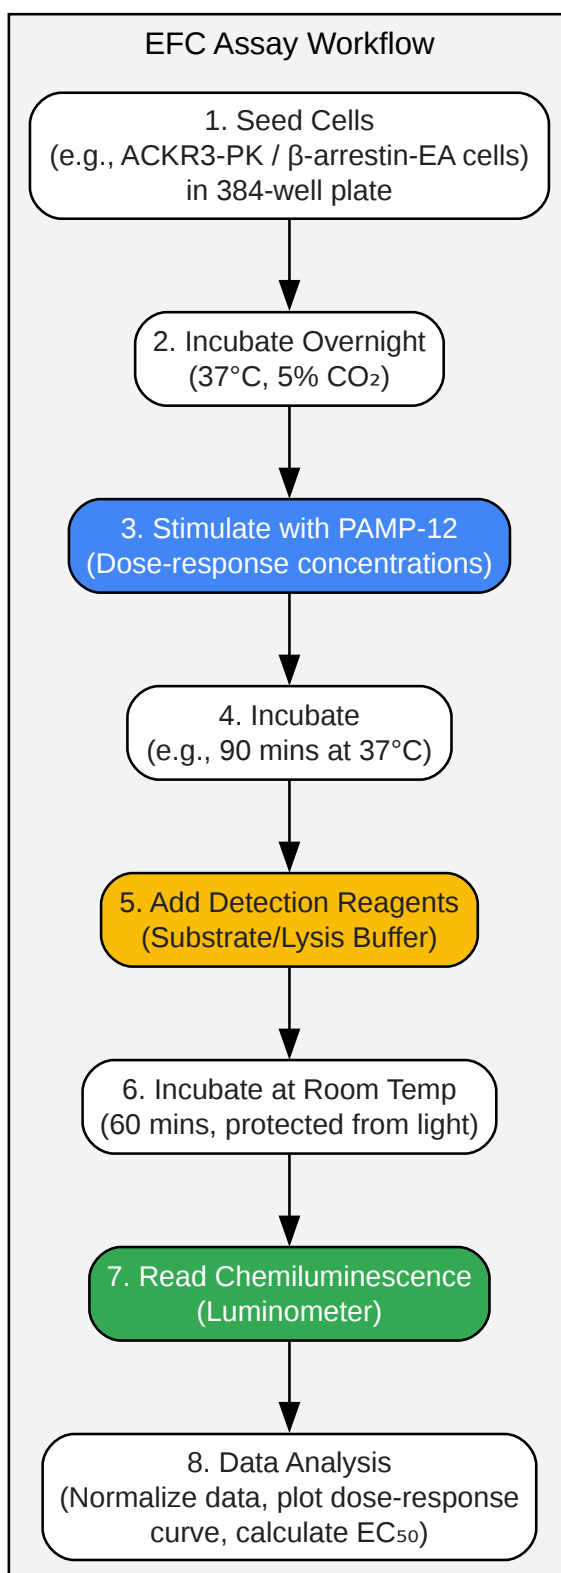 EFC Assay Workflow
1. Seed Cells
(e.g., ACKR3-PK / β-arrestin-EA cells)
in 384-well plate
2. Incubate Overnight
(37°C, 5% CO₂)
3. Stimulate with PAMP-12
(Dose-response concentrations)
4. Incubate
(e.g., 90 mins at 37°C)
5. Add Detection Reagents
(Substrate/Lysis Buffer)
6. Incubate at Room Temp
(60 mins, protected from light)
7. Read Chemiluminescence
(Luminometer)
8. Data Analysis
(Normalize data, plot dose-response
curve, calculate EC₅₀)